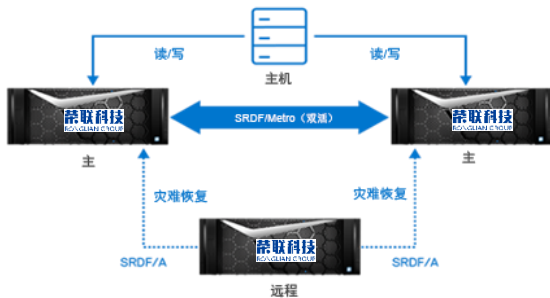 主机
读/写
读/写
荣联科技
RONGLIAN GROUP
SRDF/Metro（双活）
荣联科技
RONGLIAN GROUP
主
主
灾难恢复
灾难恢复
荣联科技
RONGLIAN GROUP
SRDF/A
SRDF/A
远程